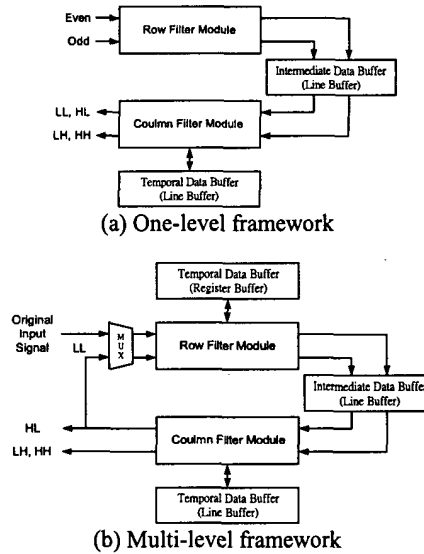 Even
Odd
Row Filter Module
Intermediate Data Buffer
(Line Buffer)
LL, HL
LH, HH
Coulmn Filter Module
Temporal Data Buffer
(Line Buffer)
(a) One-level framework
Temporal Data Buffer
(Register Buffer)
Original
Input
Signal
LL
MUX
Row Filter Module
Intermediate Data Buffer
(Line Buffer)
HL
LH, HH
Coulmn Filter Module
Temporal Data Buffer
(Line Buffer)
(b) Multi-level framework